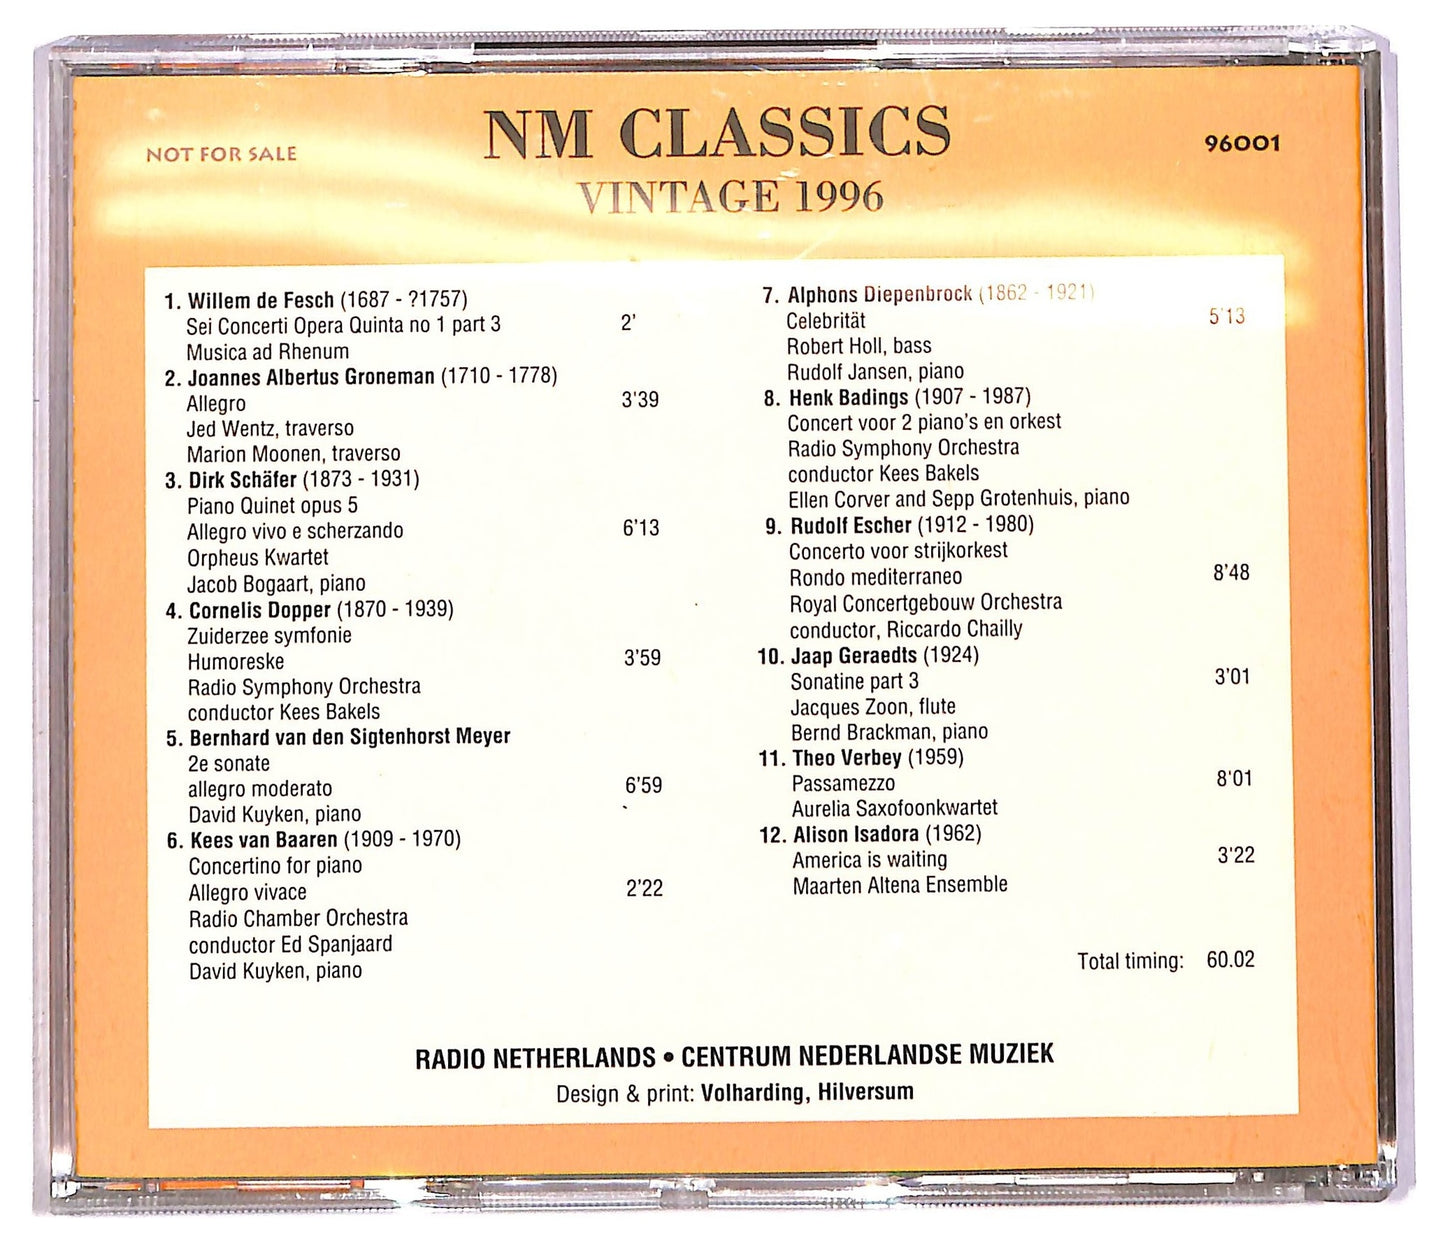 NOT FOR SALE
NM CLASSICS
96001
VINTAGE 1996
1. Willem de Fesch (1687 - ?1757)
Sei Concerti Opera Quinta no 1 part 3 2'
Musica ad Rhenum
2. Joannes Albertus Groneman (1710 - 1778)
Allegro 3'39
Jed Wentz, traverso
Marion Moonen, traverso
3. Dirk Schäfer (1873 - 1931)
Piano Quinet opus 5
Allegro vivo e scherzando 6'13
Orpheus Kwartet
Jacob Bogaart, piano
4. Cornelis Dopper (1870 - 1939)
Zuiderzee symfonie
Humoreske 3'59
Radio Symphony Orchestra
conductor Kees Bakels
5. Bernhard van den Sigtenhorst Meyer
2e sonate
allegro moderato 6'59
David Kuyken, piano
6. Kees van Baaren (1909 - 1970)
Concertino for piano
Allegro vivace 2'22
Radio Chamber Orchestra
conductor Ed Spanjaard
David Kuyken, piano
7. Alphons Diepenbrock (1862 - 1921)
Celebrität 5'13
Robert Holl, bass
Rudolf Jansen, piano
8. Henk Badings (1907 - 1987)
Concert voor 2 piano's en orkest
Radio Symphony Orchestra
conductor Kees Bakels
Ellen Corver and Sepp Grotenhuis, piano
9. Rudolf Escher (1912 - 1980)
Concerto voor strijkorkest
Rondo mediterraneo 8'48
Royal Concertgebouw Orchestra
conductor, Riccardo Chailly
10. Jaap Geraedts (1924)
Sonatine part 3 3'01
Jacques Zoon, flute
Bernd Brackman, piano
11. Theo Verbey (1959)
Passamezzo 8'01
Aurelia Saxofoonkwartet
12. Alison Isadora (1962)
America is waiting 3'22
Maarten Altena Ensemble
Total timing: 60.02
RADIO NETHERLANDS • CENTRUM NEDERLANDSE MUZIEK
Design & print: Volharding, Hilversum